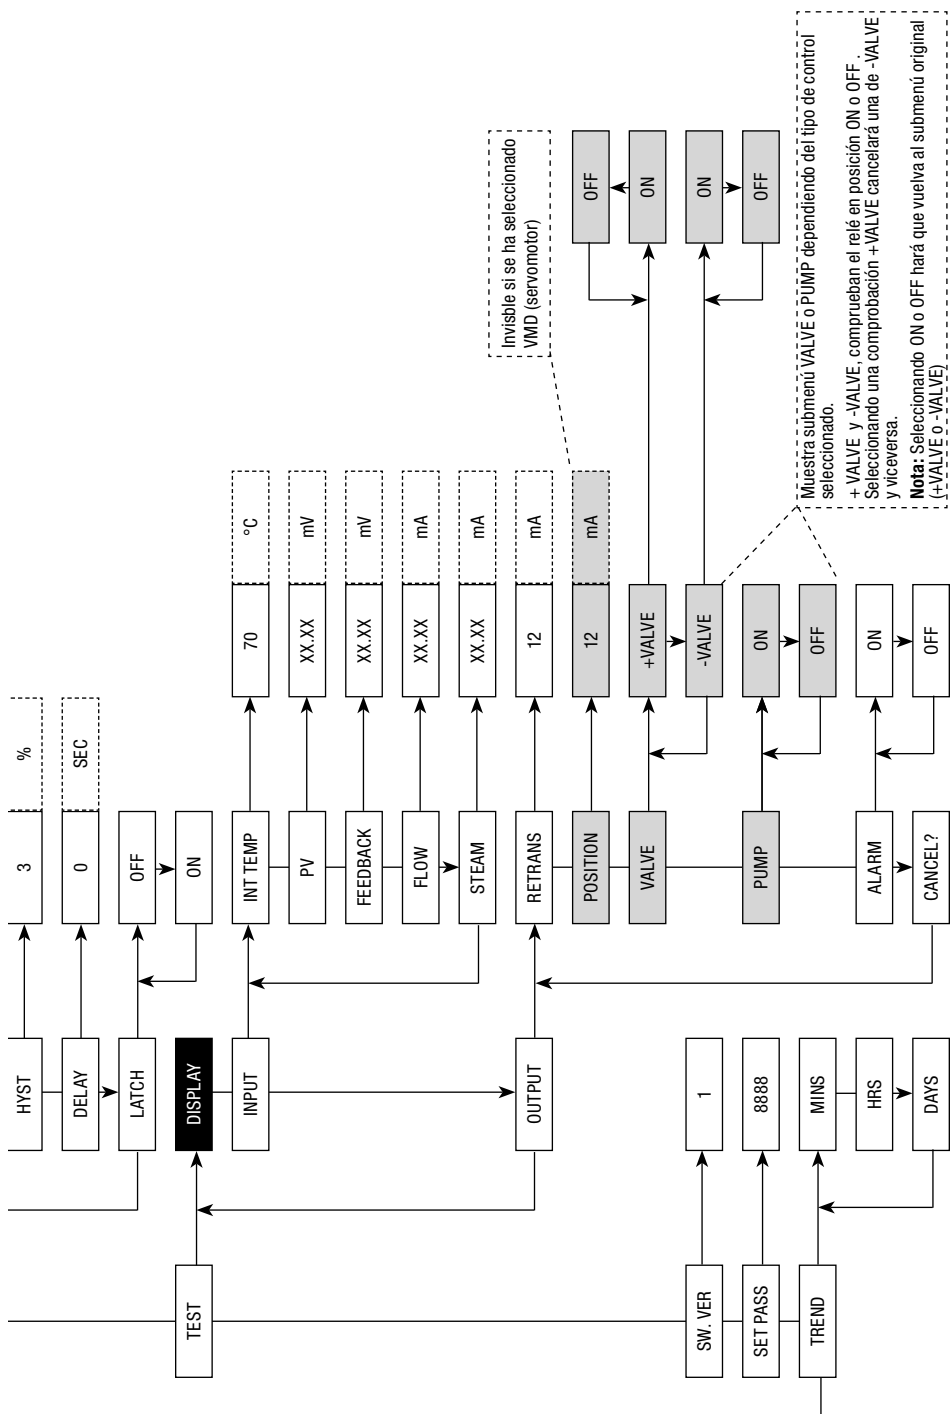 HYST
3
%
DELAY
0
SEC
LATCH
OFF
ON
TEST
DISPLAY
INPUT
INT TEMP
70
°C
PV
XX.XX
mV
FEEDBACK
XX.XX
mV
FLOW
XX.XX
mA
STEAM
XX.XX
mA
OUTPUT
RETRANS
12
mA
POSITION
12
mA
Invisble si se ha seleccionado
VMD (servomotor)
VALVE
+VALVE
-VALVE
OFF
ON
ON
OFF
PUMP
ON
OFF
Muestra submenú VALVE o PUMP dependiendo del tipo de control
seleccionado.
+ VALVE y -VALVE, comprueban el relé en posición ON o OFF .
Seleccionando una comprobación +VALVE cancelará una de -VALVE
y viceversa.
Nota: Seleccionando ON o OFF hará que vuelva al submenú original
(+VALVE o -VALVE)
ALARM
ON
OFF
CANCEL?
SW. VER
1
SET PASS
8888
TREND
MINS
HRS
DAYS